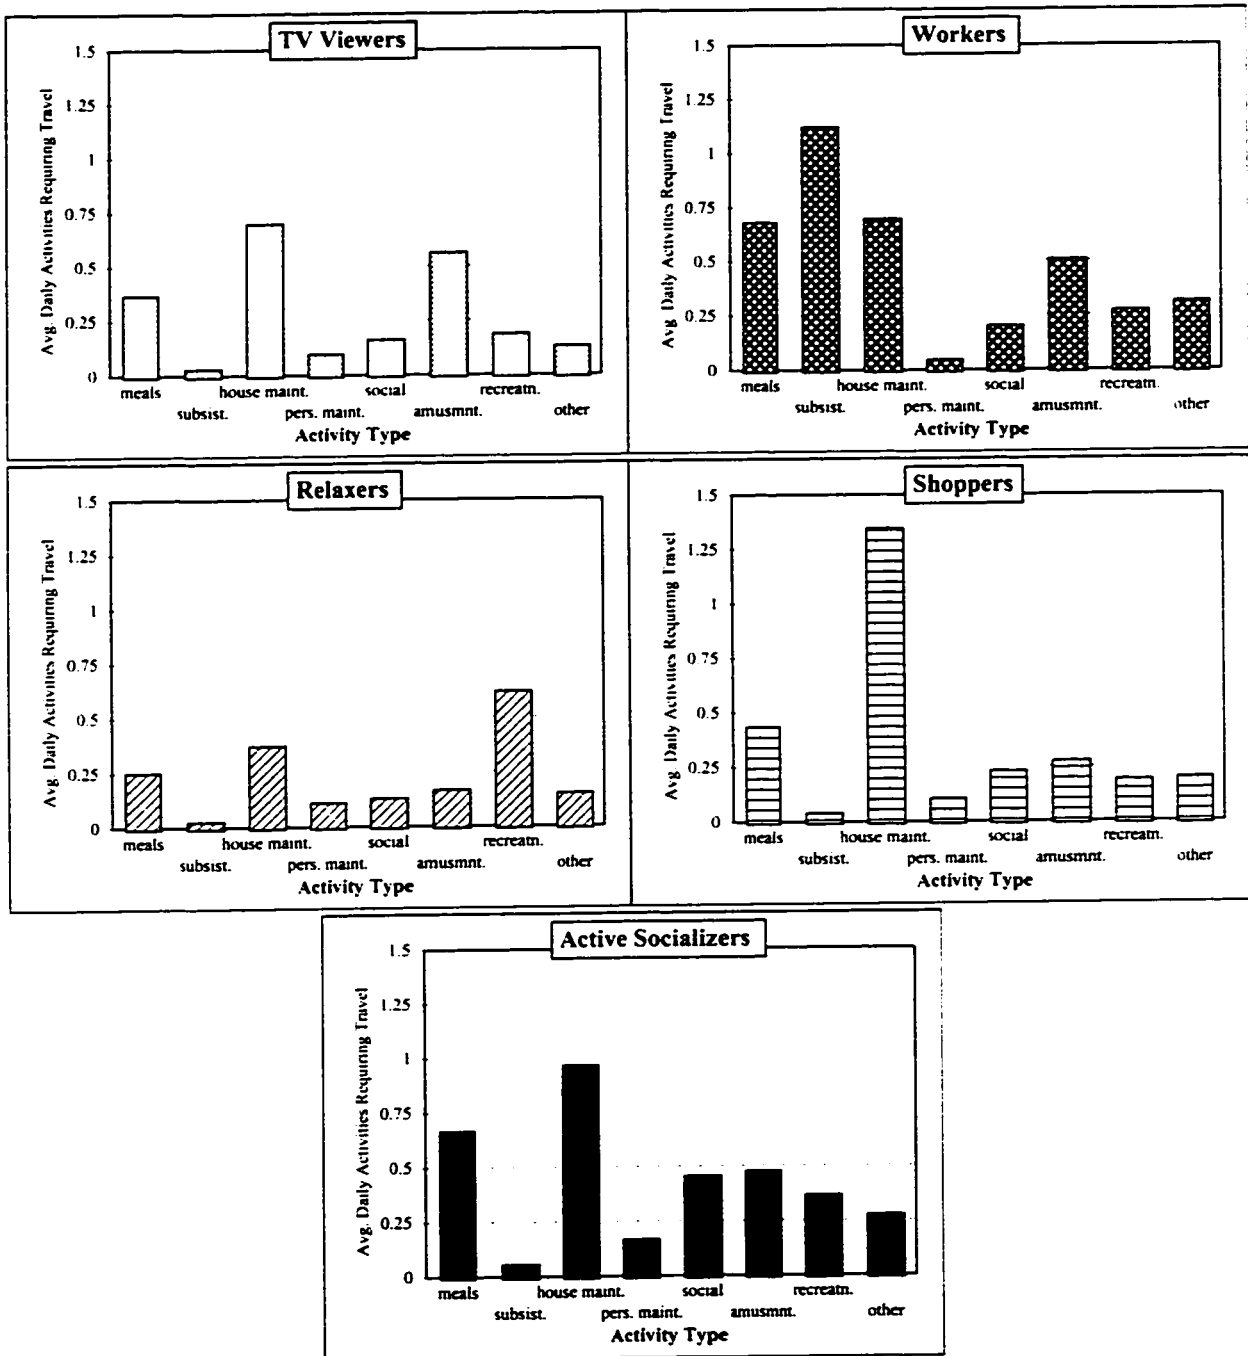 TV Viewers
Avg. Daily Activities Requiring Travel
1.5
1.25
1
0.75
0.5
0.25
0
meals
house maint.
social
recreatn.
subsist.
pers. maint.
amusmnt.
other
Activity Type
Workers
Avg. Daily Activities Requiring Travel
1.5
1.25
1
0.75
0.5
0.25
0
meals
house maint.
social
recreatn.
subsist.
pers. maint.
amusmnt.
other
Activity Type
Relaxers
Avg. Daily Activities Requiring Travel
1.5
1.25
1
0.75
0.5
0.25
0
meals
house maint.
social
recreatn.
subsist.
pers. maint.
amusmnt.
other
Activity Type
Shoppers
Avg. Daily Activities Requiring Travel
1.5
1.25
1
0.75
0.5
0.25
0
meals
house maint.
social
recreatn.
subsist.
pers. maint.
amusmnt.
other
Activity Type
Active Socializers
Avg. Daily Activities Requiring Travel
1.5
1.25
1
0.75
0.5
0.25
0
meals
house maint.
social
recreatn.
subsist.
pers. maint.
amusmnt.
other
Activity Type